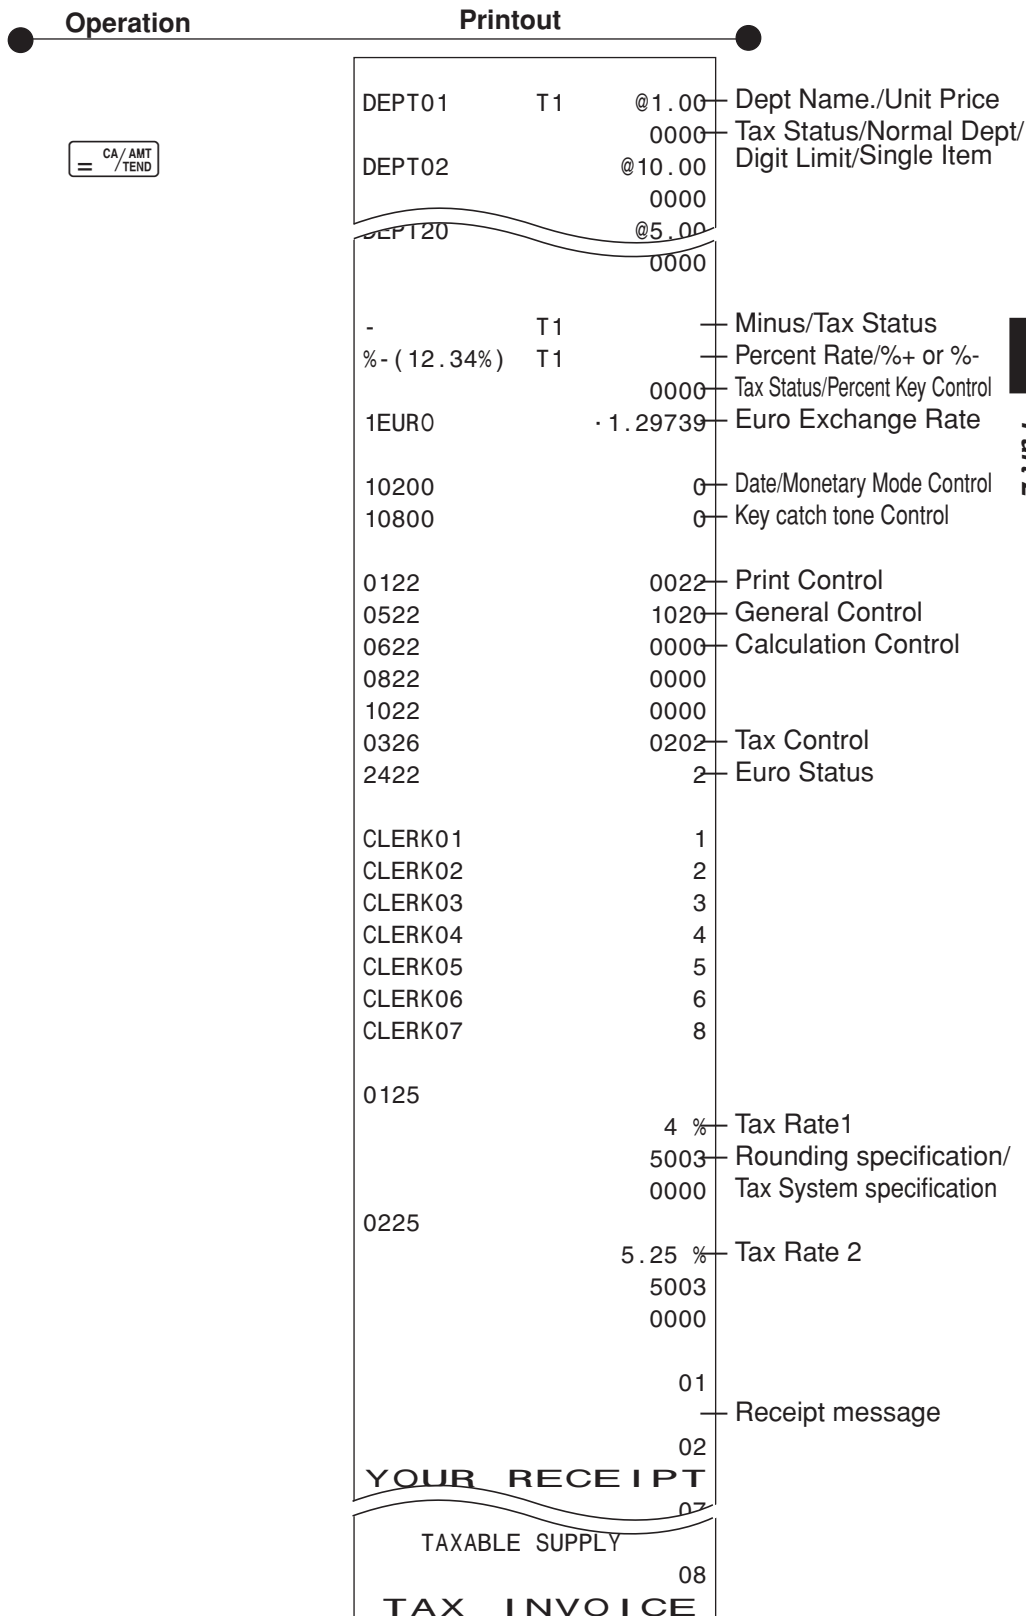 Operation Printout
DEPT01 T1 @1.00 Dept Name./Unit Price
0000 Tax Status/Normal Dept/
= CA/AMT/TEND DEPT02 @10.00 Digit Limit/Single Item
0000
DEPT20 @5.00
0000
- T1 Minus/Tax Status
%-(12.34%) T1 Percent Rate/%+ or %-
0000 Tax Status/Percent Key Control
1EURO ·1.29739 Euro Exchange Rate
10200 0 Date/Monetary Mode Control
10800 0 Key catch tone Control
0122 0022 Print Control
0522 1020 General Control
0622 0000 Calculation Control
0822 0000
1022 0000
0326 0202 Tax Control
2422 2 Euro Status
CLERK01 1
CLERK02 2
CLERK03 3
CLERK04 4
CLERK05 5
CLERK06 6
CLERK07 8
0125
4 % Tax Rate1
5003 Rounding specification/
0000 Tax System specification
0225
5.25 % Tax Rate 2
5003
0000
01
Receipt message
02
YOUR RECEIPT
07
TAXABLE SUPPLY
08
TAX INVOICE